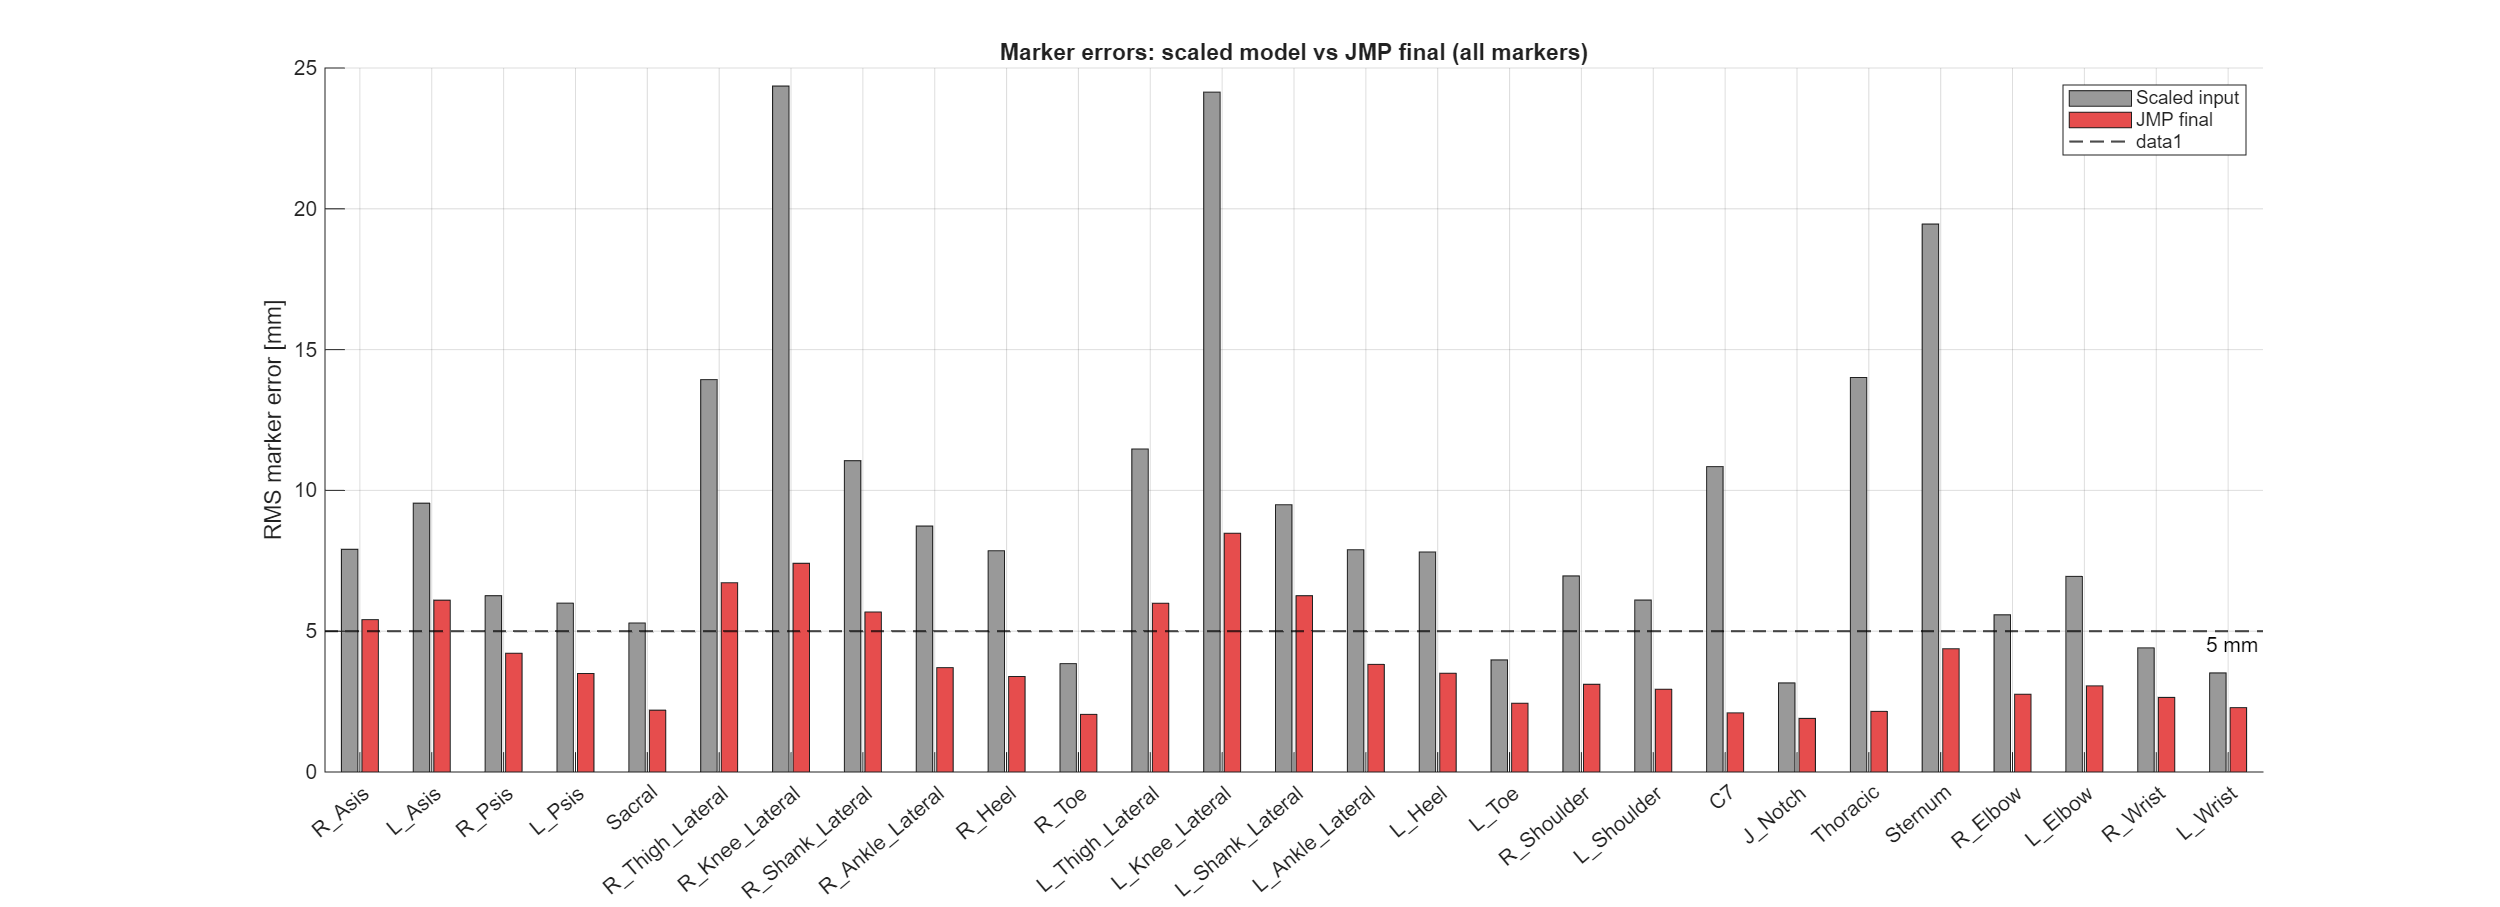 Marker errors: scaled model vs JMP final (all markers)
25
20
15
10
5
0
RMS marker error [mm]
Scaled input
JMP final
data1
5 mm
R_Asis
L_Asis
R_Psis
L_Psis
Sacral
R_Thigh_Lateral
R_Knee_Lateral
R_Shank_Lateral
R_Ankle_Lateral
R_Heel
R_Toe
L_Thigh_Lateral
L_Knee_Lateral
L_Shank_Lateral
L_Ankle_Lateral
L_Heel
L_Toe
R_Shoulder
L_Shoulder
C7
J_Notch
Thoracic
Sternum
R_Elbow
L_Elbow
R_Wrist
L_Wrist